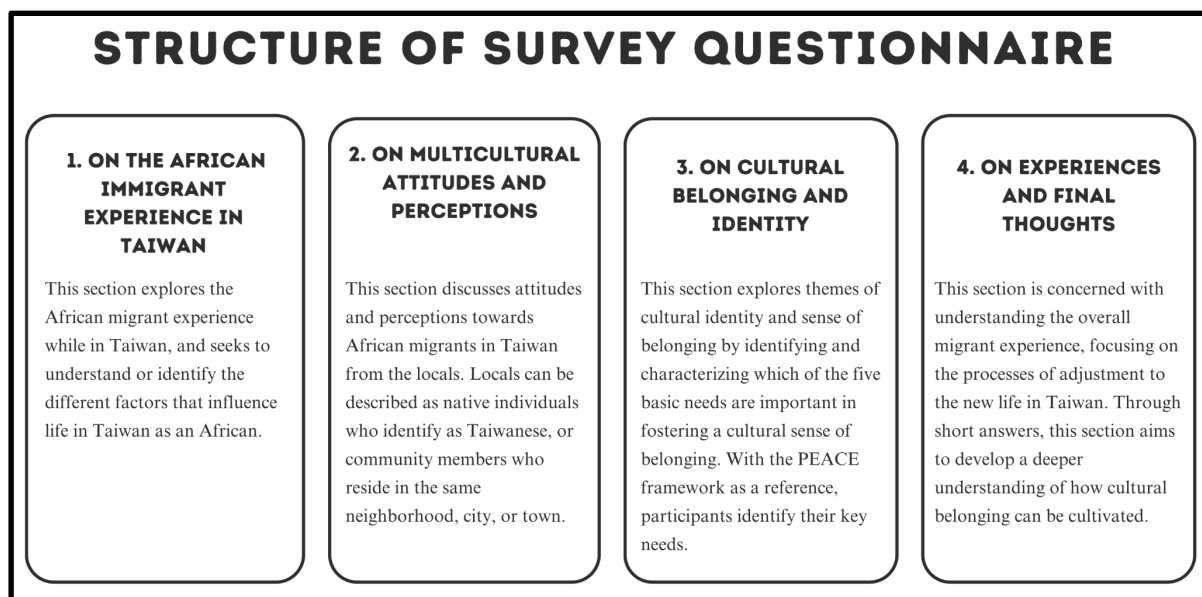 STRUCTURE OF SURVEY QUESTIONNAIRE
1. ON THE AFRICAN
IMMIGRANT
EXPERIENCE IN
TAIWAN
This section explores the
African migrant experience
while in Taiwan, and seeks to
understand or identify the
different factors that influence
life in Taiwan as an African.
2. ON MULTICULTURAL
ATTITUDES AND
PERCEPTIONS
This section discusses attitudes
and perceptions towards
African migrants in Taiwan
from the locals. Locals can be
described as native individuals
who identify as Taiwanese, or
community members who
reside in the same
neighborhood, city, or town.
3. ON CULTURAL
BELONGING AND
IDENTITY
This section explores themes of
cultural identity and sense of
belonging by identifying and
characterizing which of the five
basic needs are important in
fostering a cultural sense of
belonging. With the PEACE
framework as a reference,
participants identify their key
needs.
4. ON EXPERIENCES
AND FINAL
THOUGHTS
This section is concerned with
understanding the overall
migrant experience, focusing on
the processes of adjustment to
the new life in Taiwan. Through
short answers, this section aims
to develop a deeper
understanding of how cultural
belonging can be cultivated.